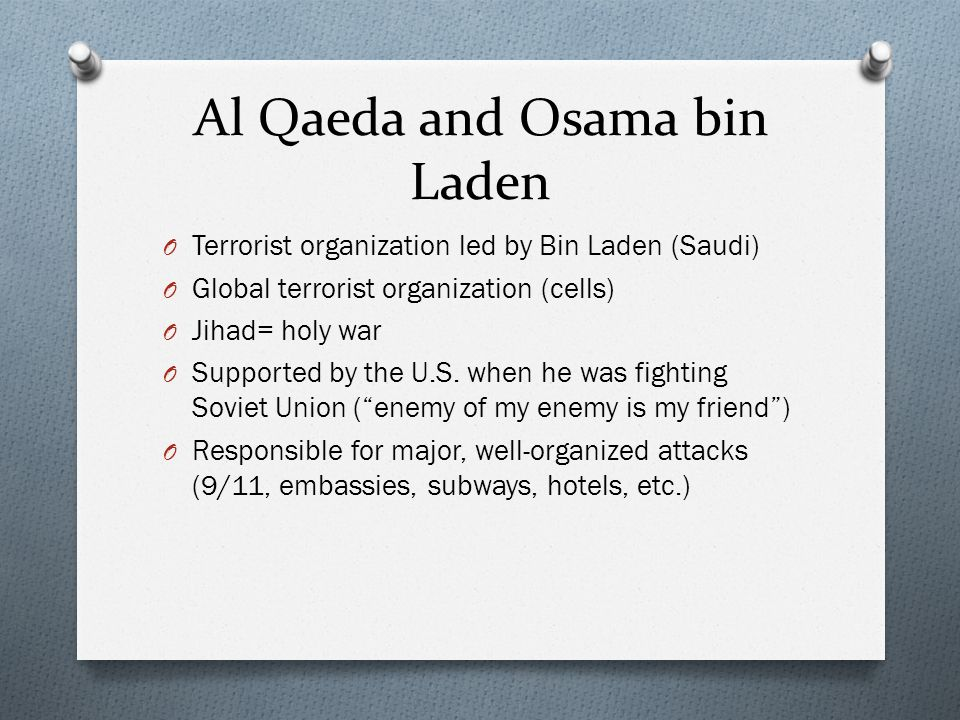 Al Qaeda and Osama bin
Laden
Terrorist organization led by Bin Laden (Saudi)
Global terrorist organization (cells)
Jihad= holy war
Supported by the U.S. when he was fighting
Soviet Union (“enemy of my enemy is my friend”)
Responsible for major, well-organized attacks
(9/11, embassies, subways, hotels, etc.)